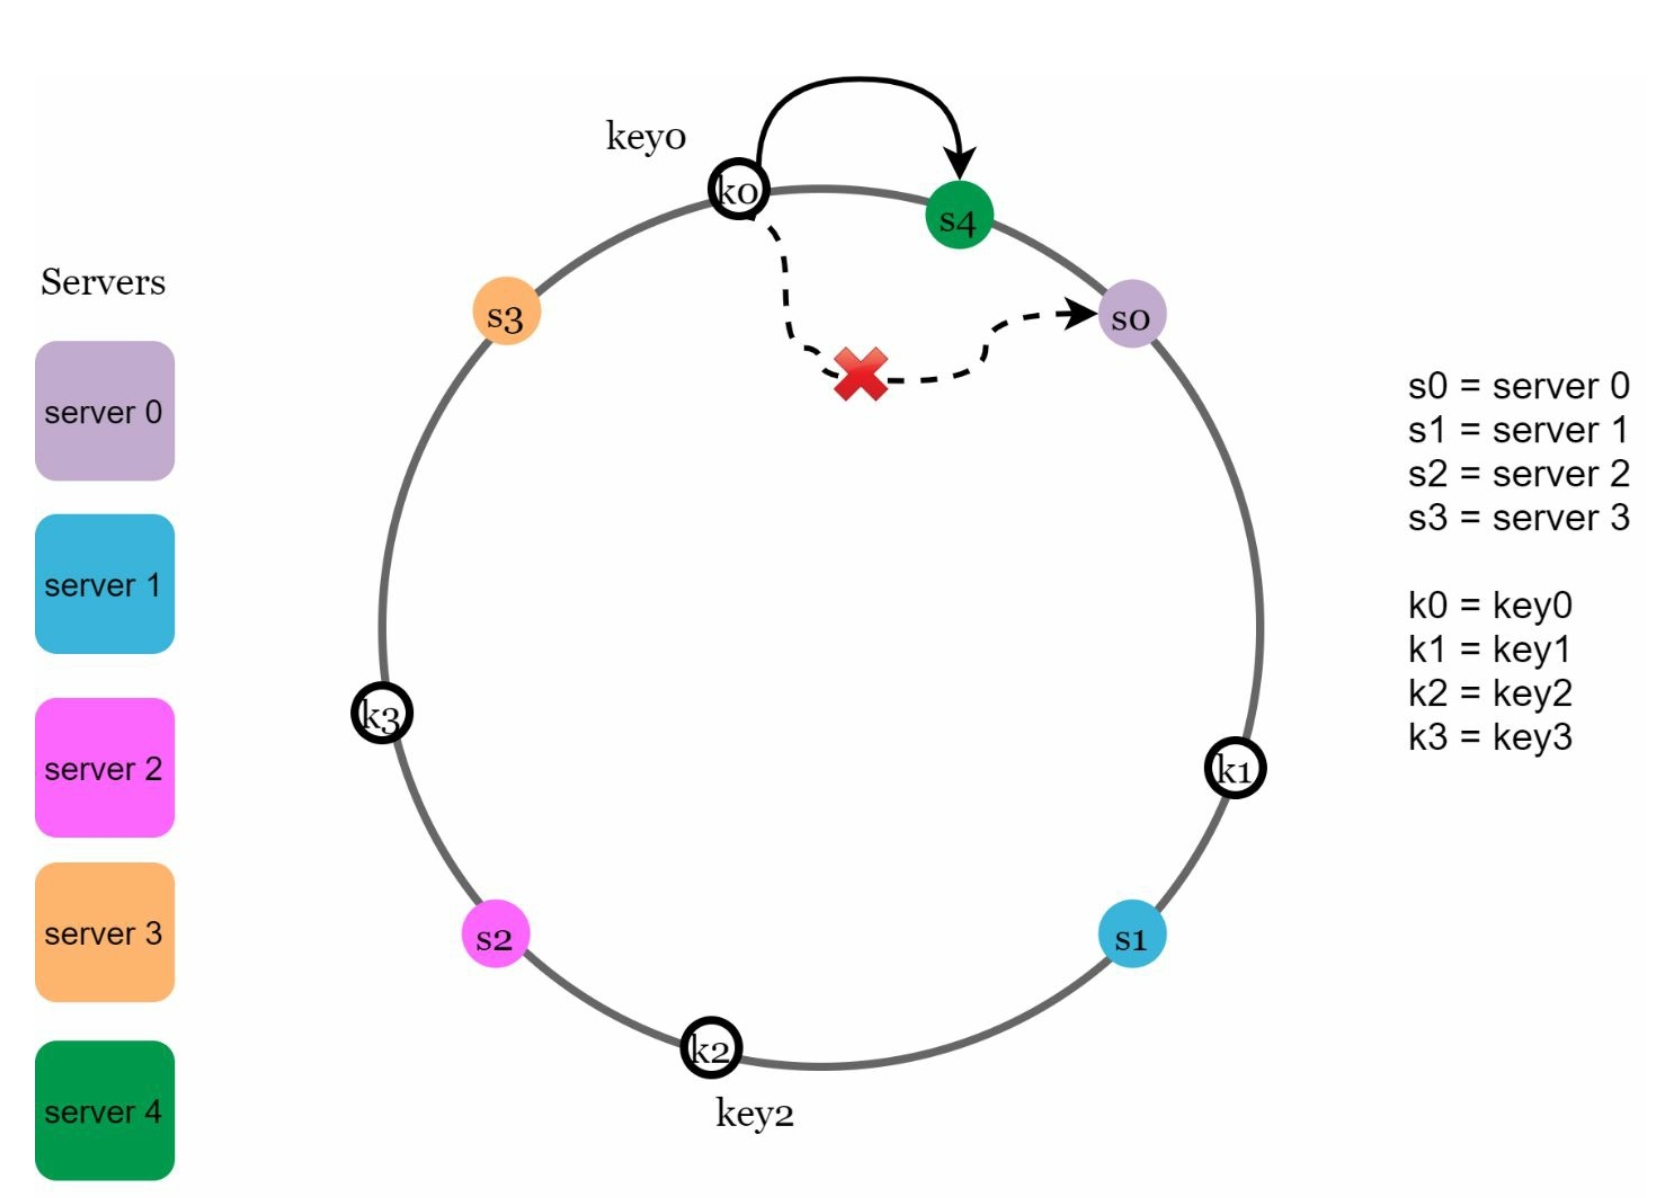 key0
k0
s4
Servers
s3
s0
server 0
s0 = server 0
s1 = server 1
s2 = server 2
s3 = server 3
server 1
k0 = key0
k1 = key1
k2 = key2
k3 = key3
k3
server 2
k1
server 3
s2
s1
k2
key2
server 4